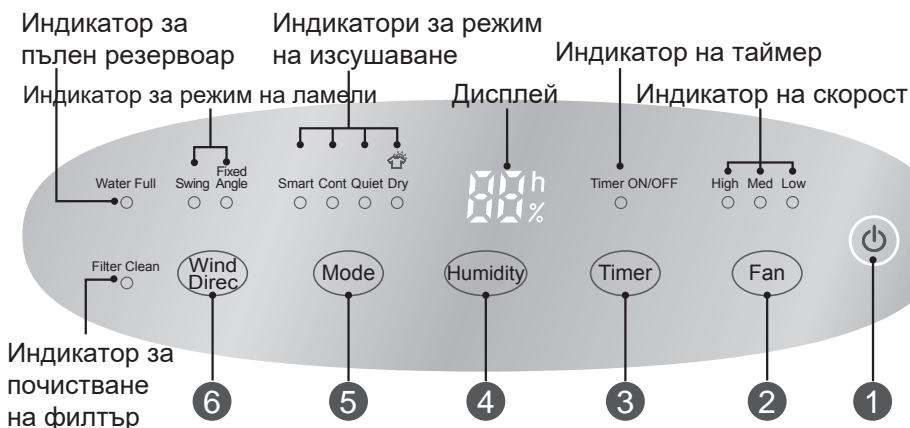 Индикатор за
пълен резервоар
Индикатори за режим
на изсушаване
Индикатор на таймер
Индикатор за режим на ламели
Дисплей
Индикатор на скорост
Water Full
Swing
Fixed
Angle
Smart Cont Quiet Dry
88 h
%
Timer ON/OFF
High Med Low
Filter Clean
Wind
Direc
Mode
Humidity
Timer
Fan
Индикатор за
почистване
на филтър
6
5
4
3
2
1